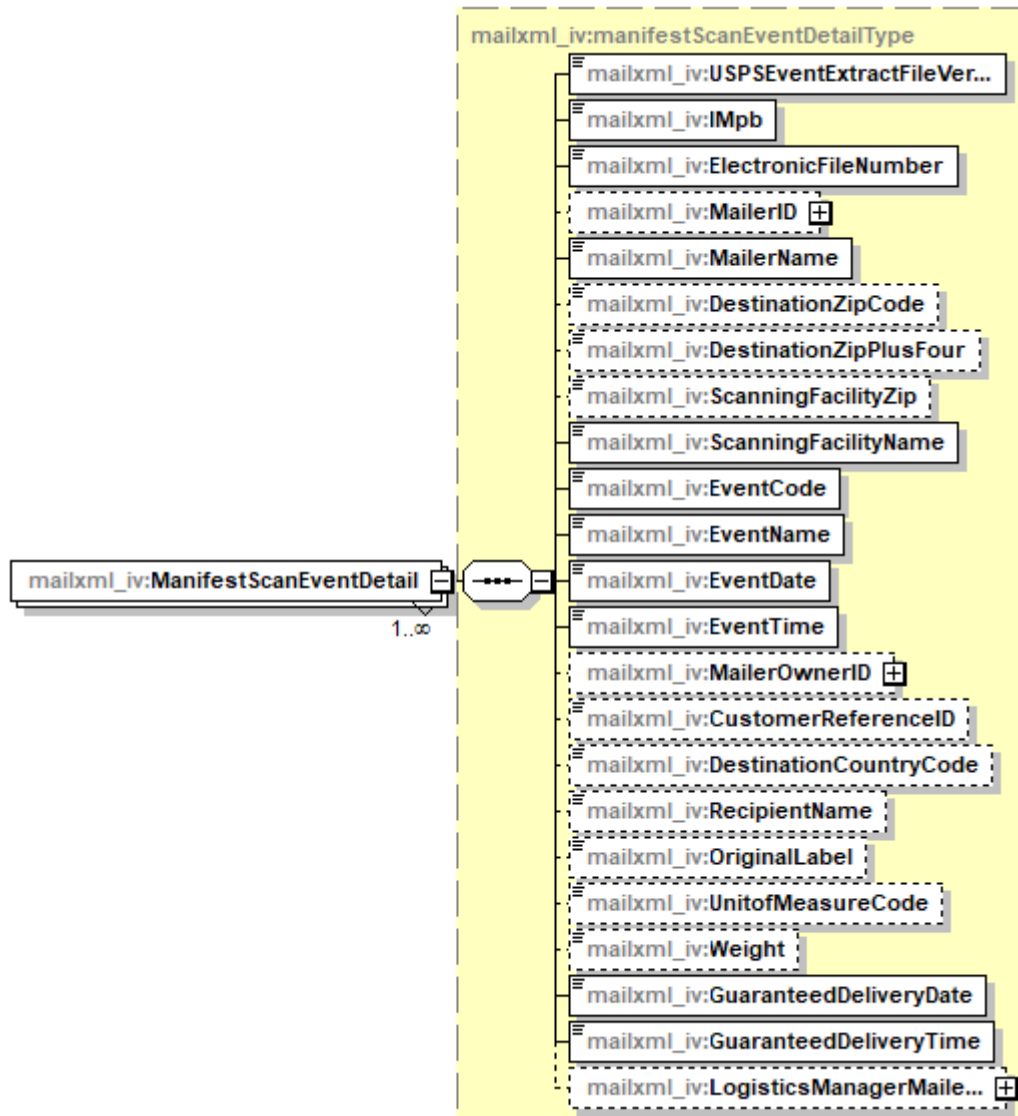 mailxml_iv:manifestScanEventDetailType
mailxml_iv:USPSEventExtractFileVer...
mailxml_iv:IMpb
mailxml_iv:ElectronicFileNumber
mailxml_iv:MailerID
mailxml_iv:MailerName
mailxml_iv:DestinationZipCode
mailxml_iv:DestinationZipPlusFour
mailxml_iv:ScanningFacilityZip
mailxml_iv:ScanningFacilityName
mailxml_iv:EventCode
mailxml_iv:EventName
mailxml_iv:ManifestScanEventDetail
mailxml_iv:EventDate
1..∞
mailxml_iv:EventTime
mailxml_iv:MailerOwnerID
mailxml_iv:CustomerReferenceID
mailxml_iv:DestinationCountryCode
mailxml_iv:RecipientName
mailxml_iv:OriginalLabel
mailxml_iv:UnitofMeasureCode
mailxml_iv:Weight
mailxml_iv:GuaranteedDeliveryDate
mailxml_iv:GuaranteedDeliveryTime
mailxml_iv:LogisticsManagerMaile...